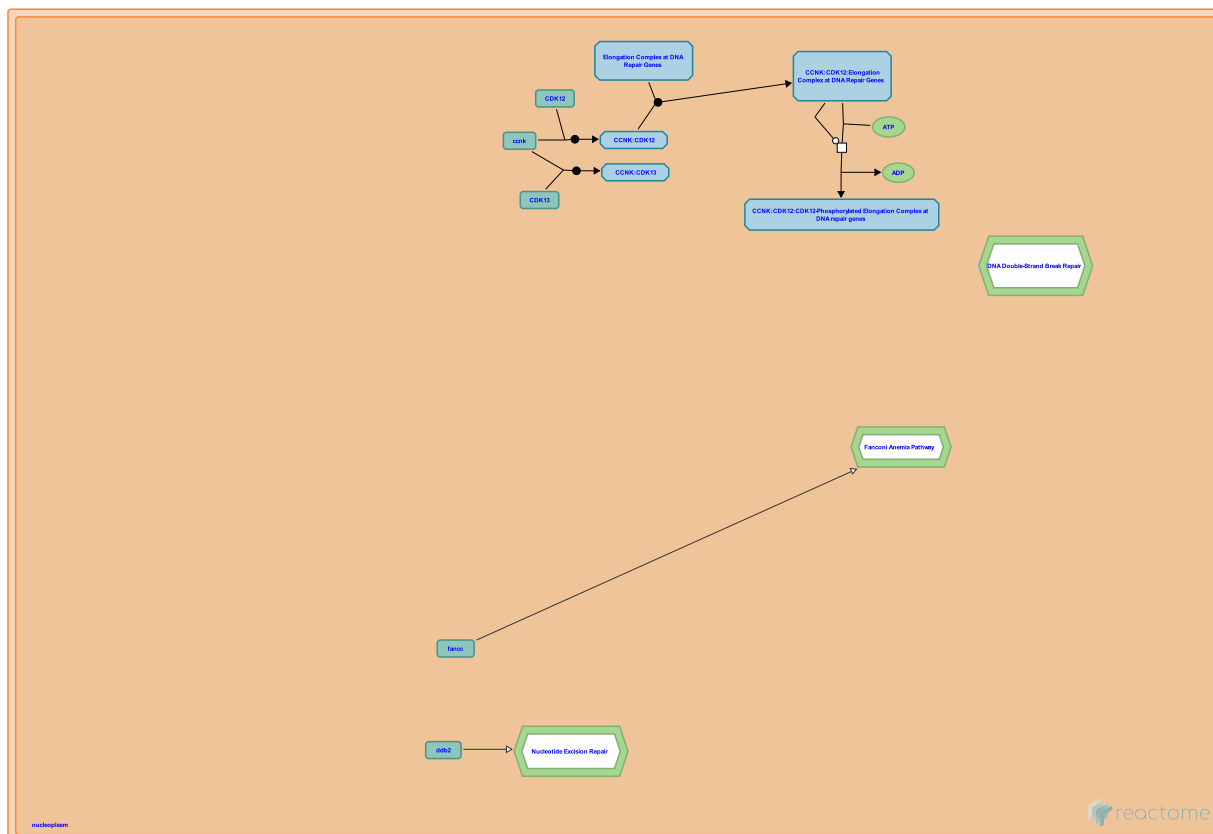 Elongation Complex at DNA
Repair Genes
CCNK:CDK12:Elongation
Complex at DNA Repair Genes
CDK12
ATP
ccnk
CCNK:CDK12
CCNK:CDK13
ADP
CDK13
CCNK:CDK12:CDK12-Phosphorylated Elongation Complex at
DNA repair genes
DNA Double-Strand Break Repair
Fanconi Anemia Pathway
fancc
ddb2
Nucleotide Excision Repair
reactome
nucleoplasm